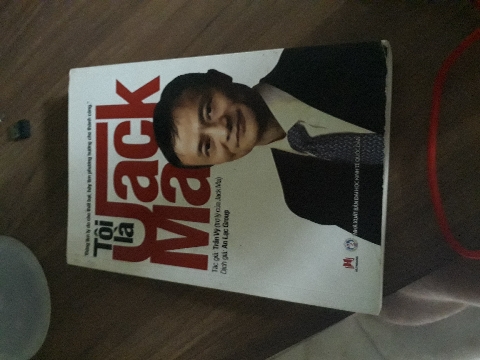 "Đừng tìm lý do cho thất bại, hãy tìm phương hướng cho thành công."
Tôi
là
Jack
Ma
Tác giả: Trần Vỹ (trợ lý của Jack Ma)
Dịch giả: An Lạc Group
NHÀ XUẤT BẢN ĐẠI HỌC KINH TẾ QUỐC DÂN